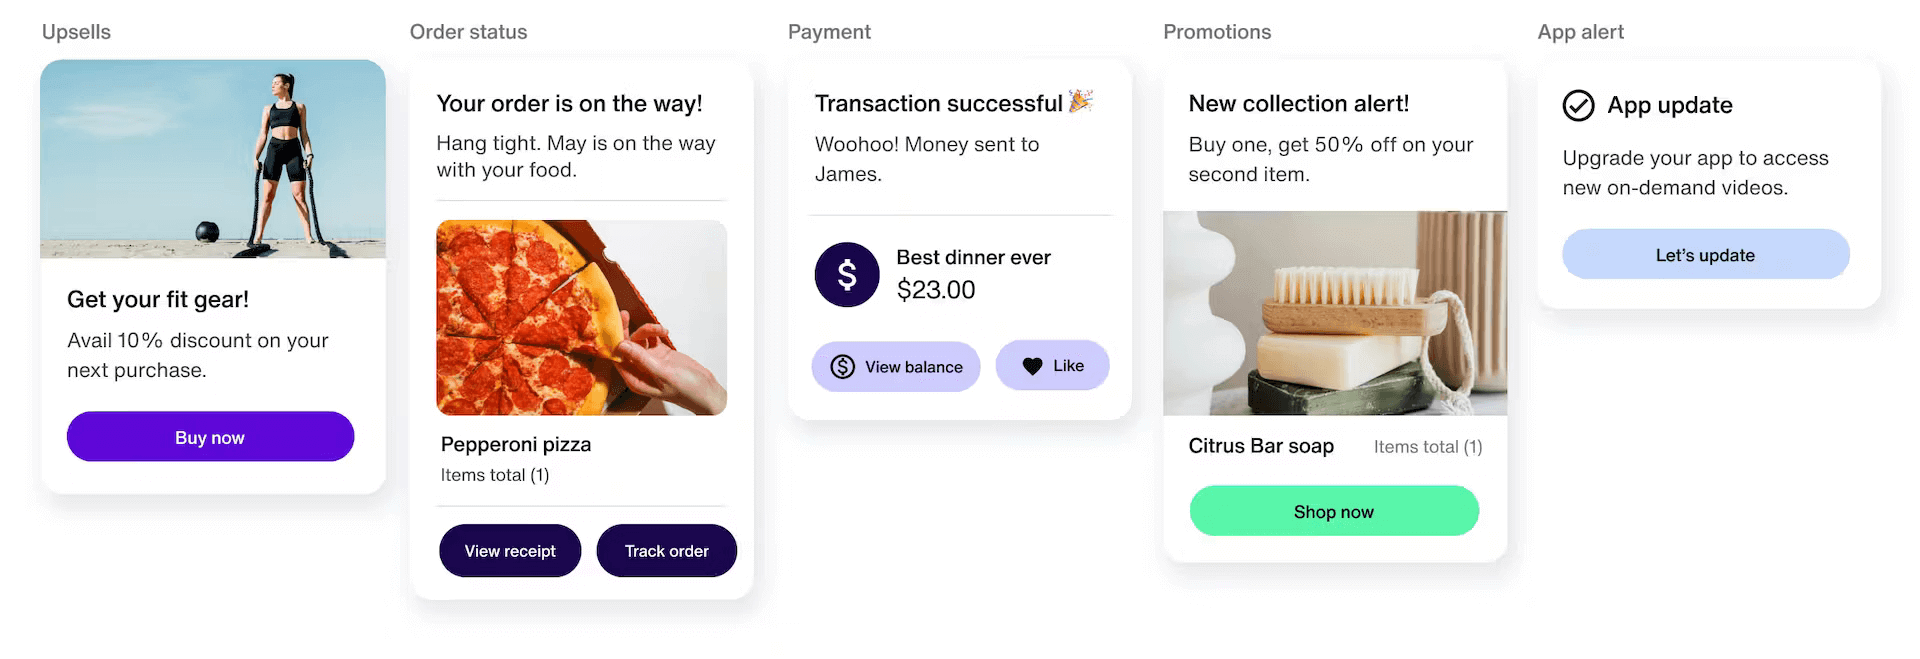 Upsells
Get your fit gear!
Avail 10% discount on your
next purchase.
Buy now
Order status
Your order is on the way!
Hang tight. May is on the way
with your food.
Pepperoni pizza
Items total (1)
View receipt
Track order
Payment
Transaction successful 🎉
Woohoo! Money sent to
James.
$
Best dinner ever
$23.00
$ View balance
Like
Promotions
New collection alert!
Buy one, get 50% off on your
second item.
Citrus Bar soap
Items total (1)
Shop now
App alert
App update
Upgrade your app to access
new on-demand videos.
Let’s update